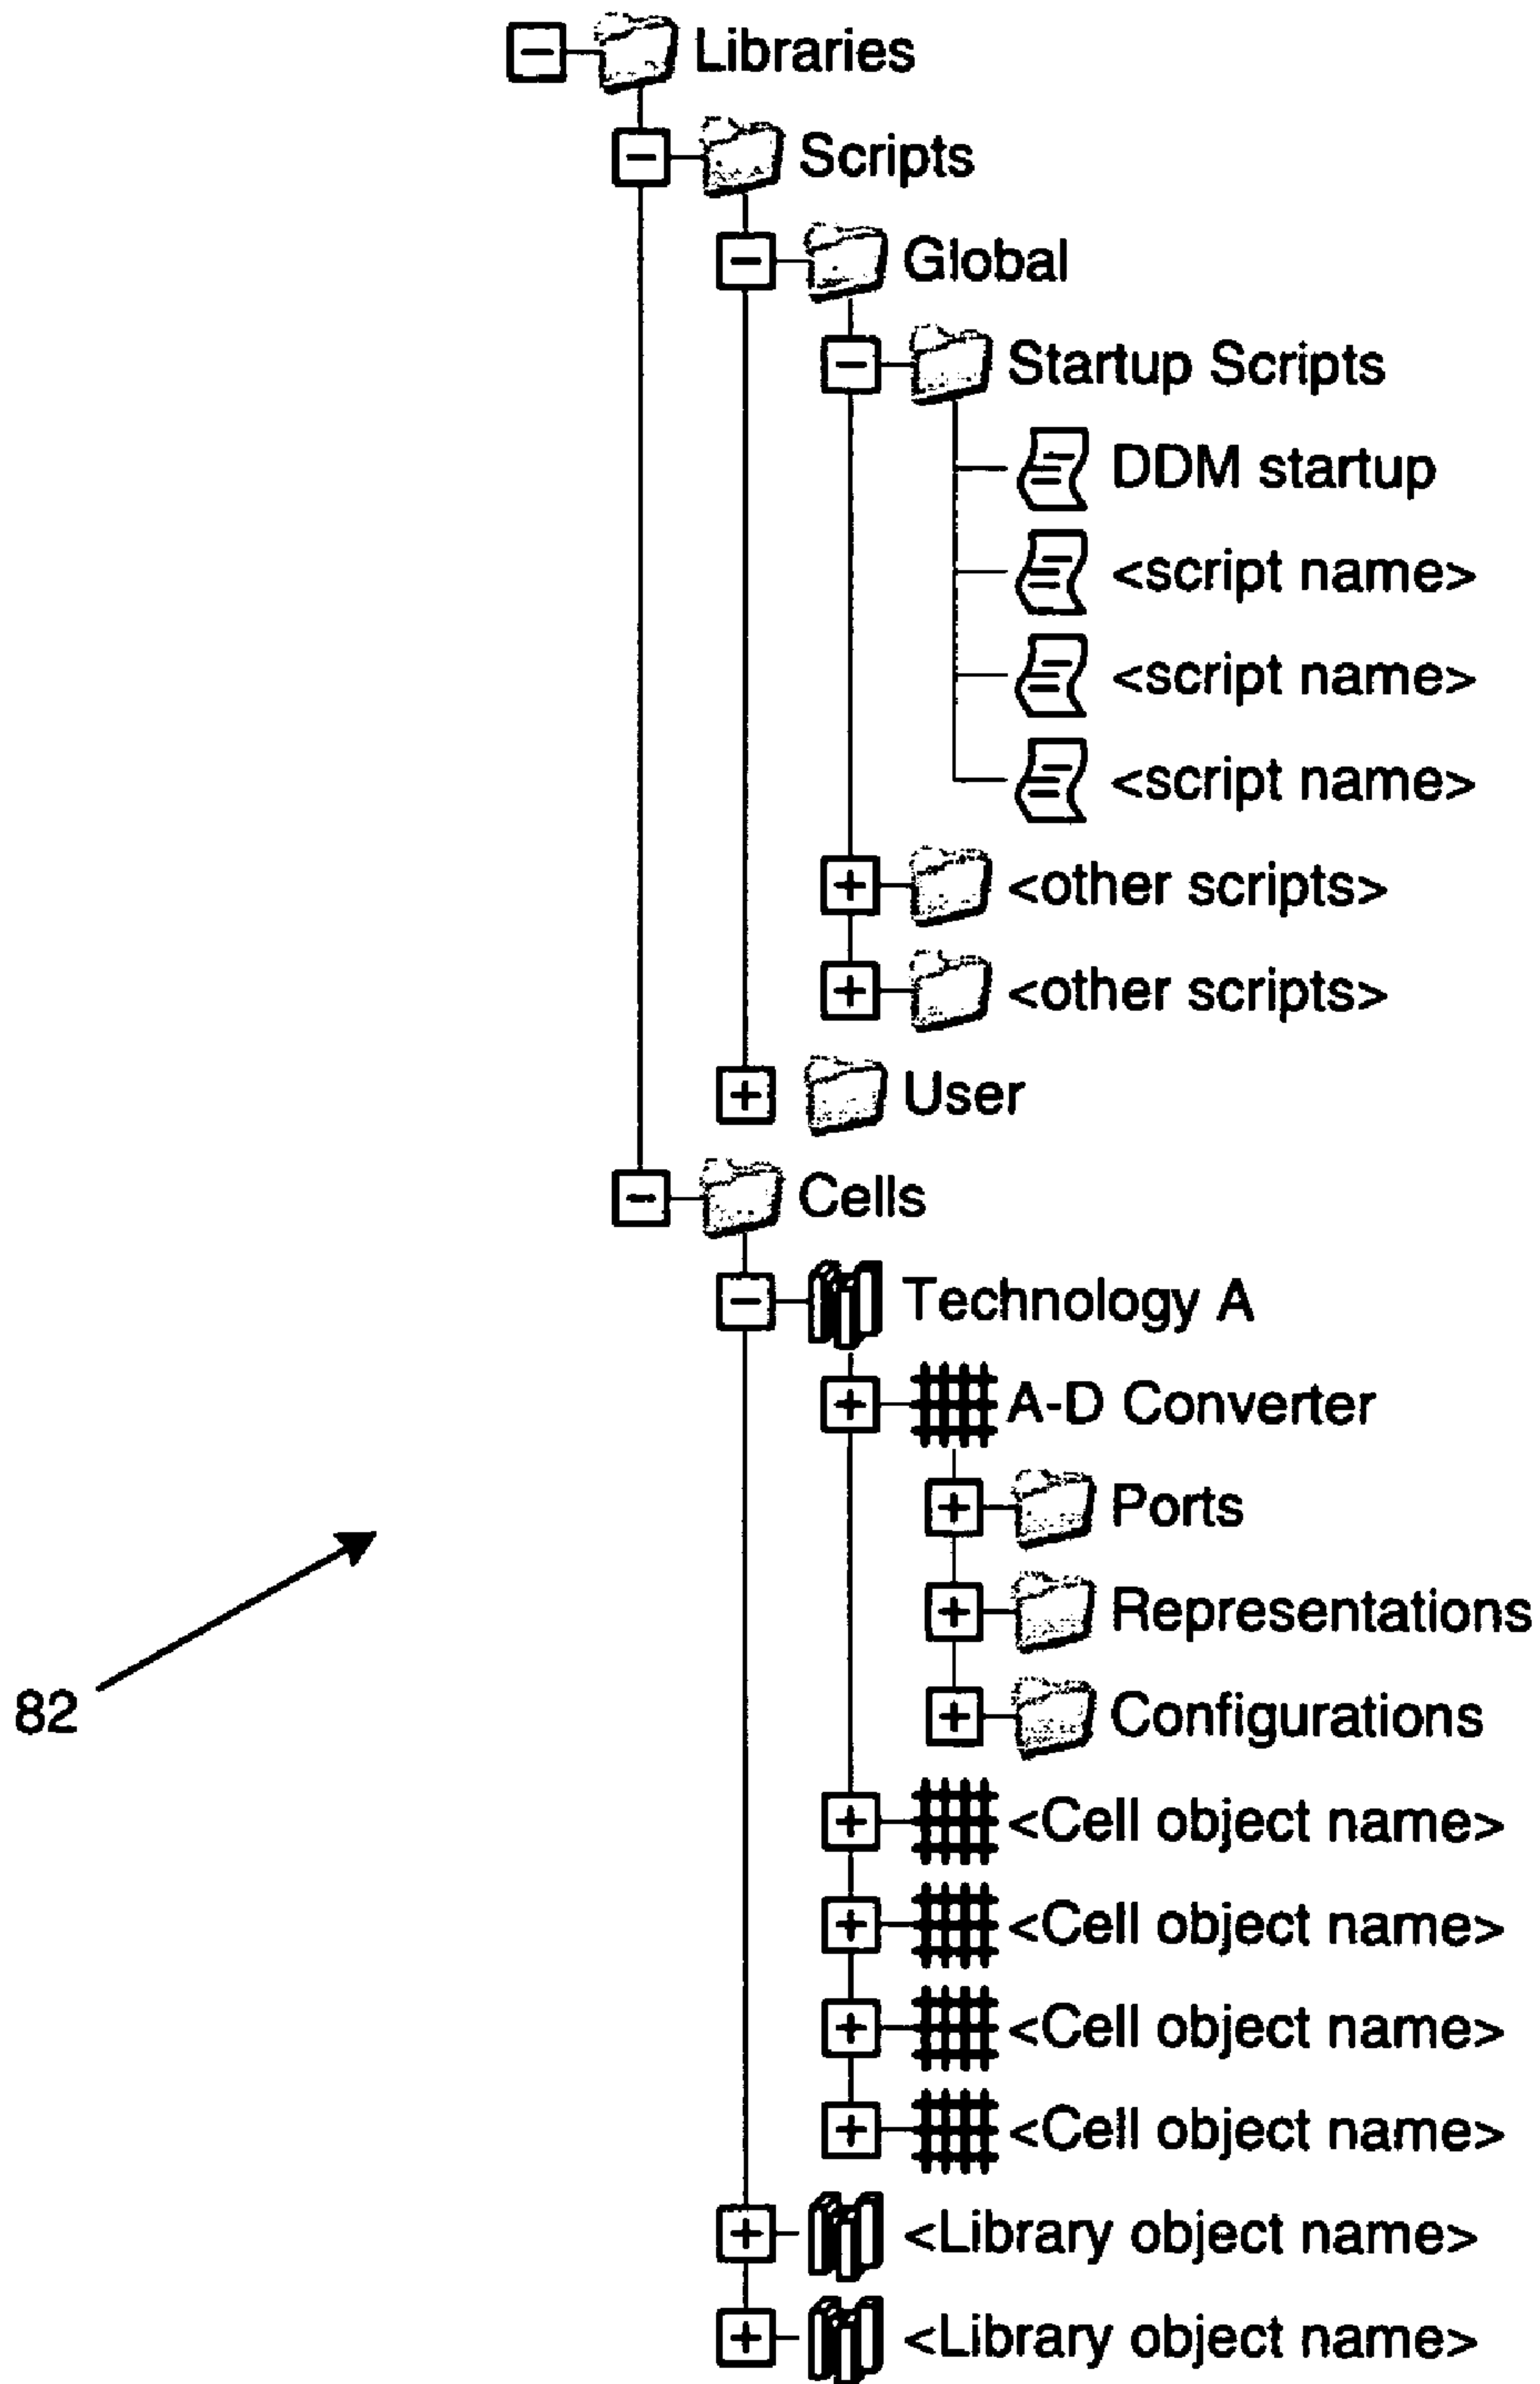 Libraries
Scripts
Global
Startup Scripts
DDM startup
<script name>
<script name>
<script name>
<other scripts>
<other scripts>
User
Cells
Technology A
A-D Converter
Ports
Representations
82
Configurations
<Cell object name>
<Cell object name>
<Cell object name>
<Cell object name>
<Library object name>
<Library object name>